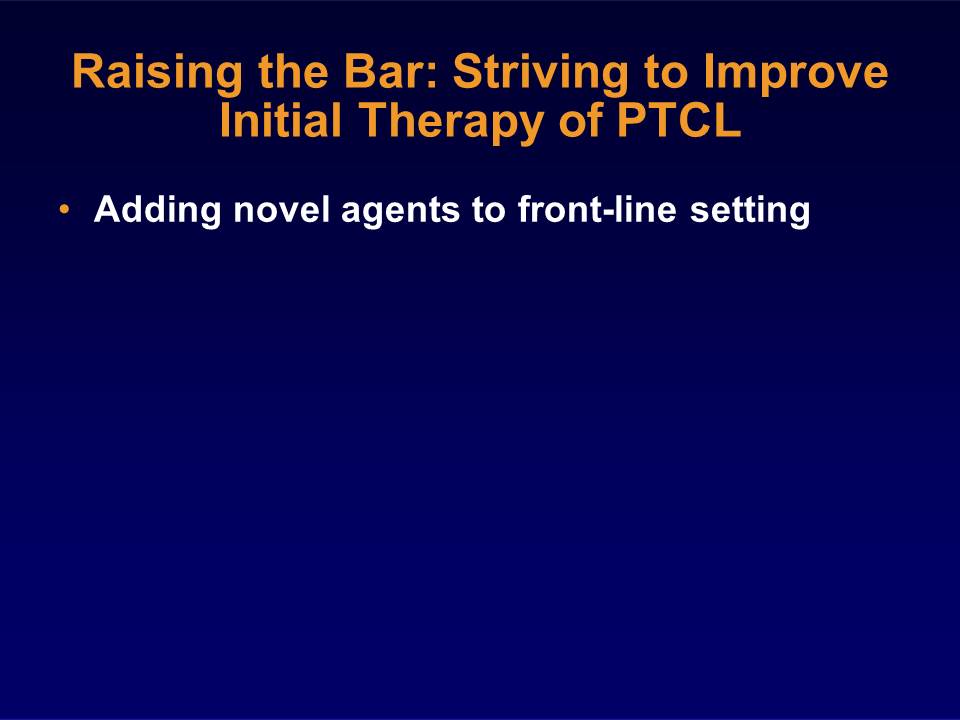 Raising the Bar: Striving to Improve
Initial Therapy of PTCL
• Adding novel agents to front-line setting